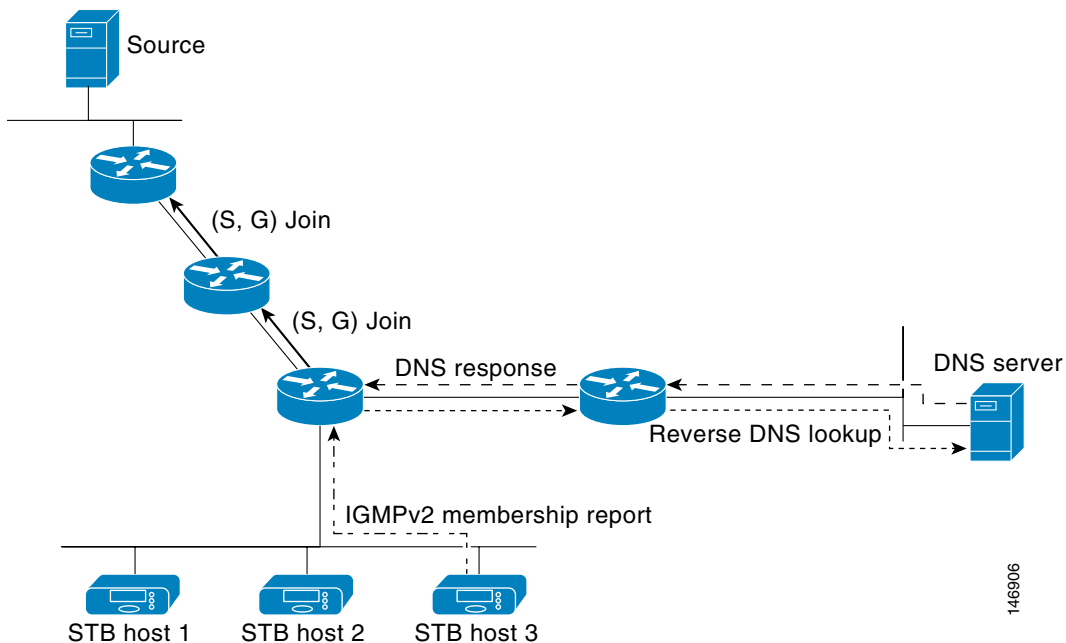 Source
(S, G) Join
(S, G) Join
DNS response
DNS server
Reverse DNS lookup
IGMPv2 membership report
STB host 1
STB host 2
STB host 3
146906